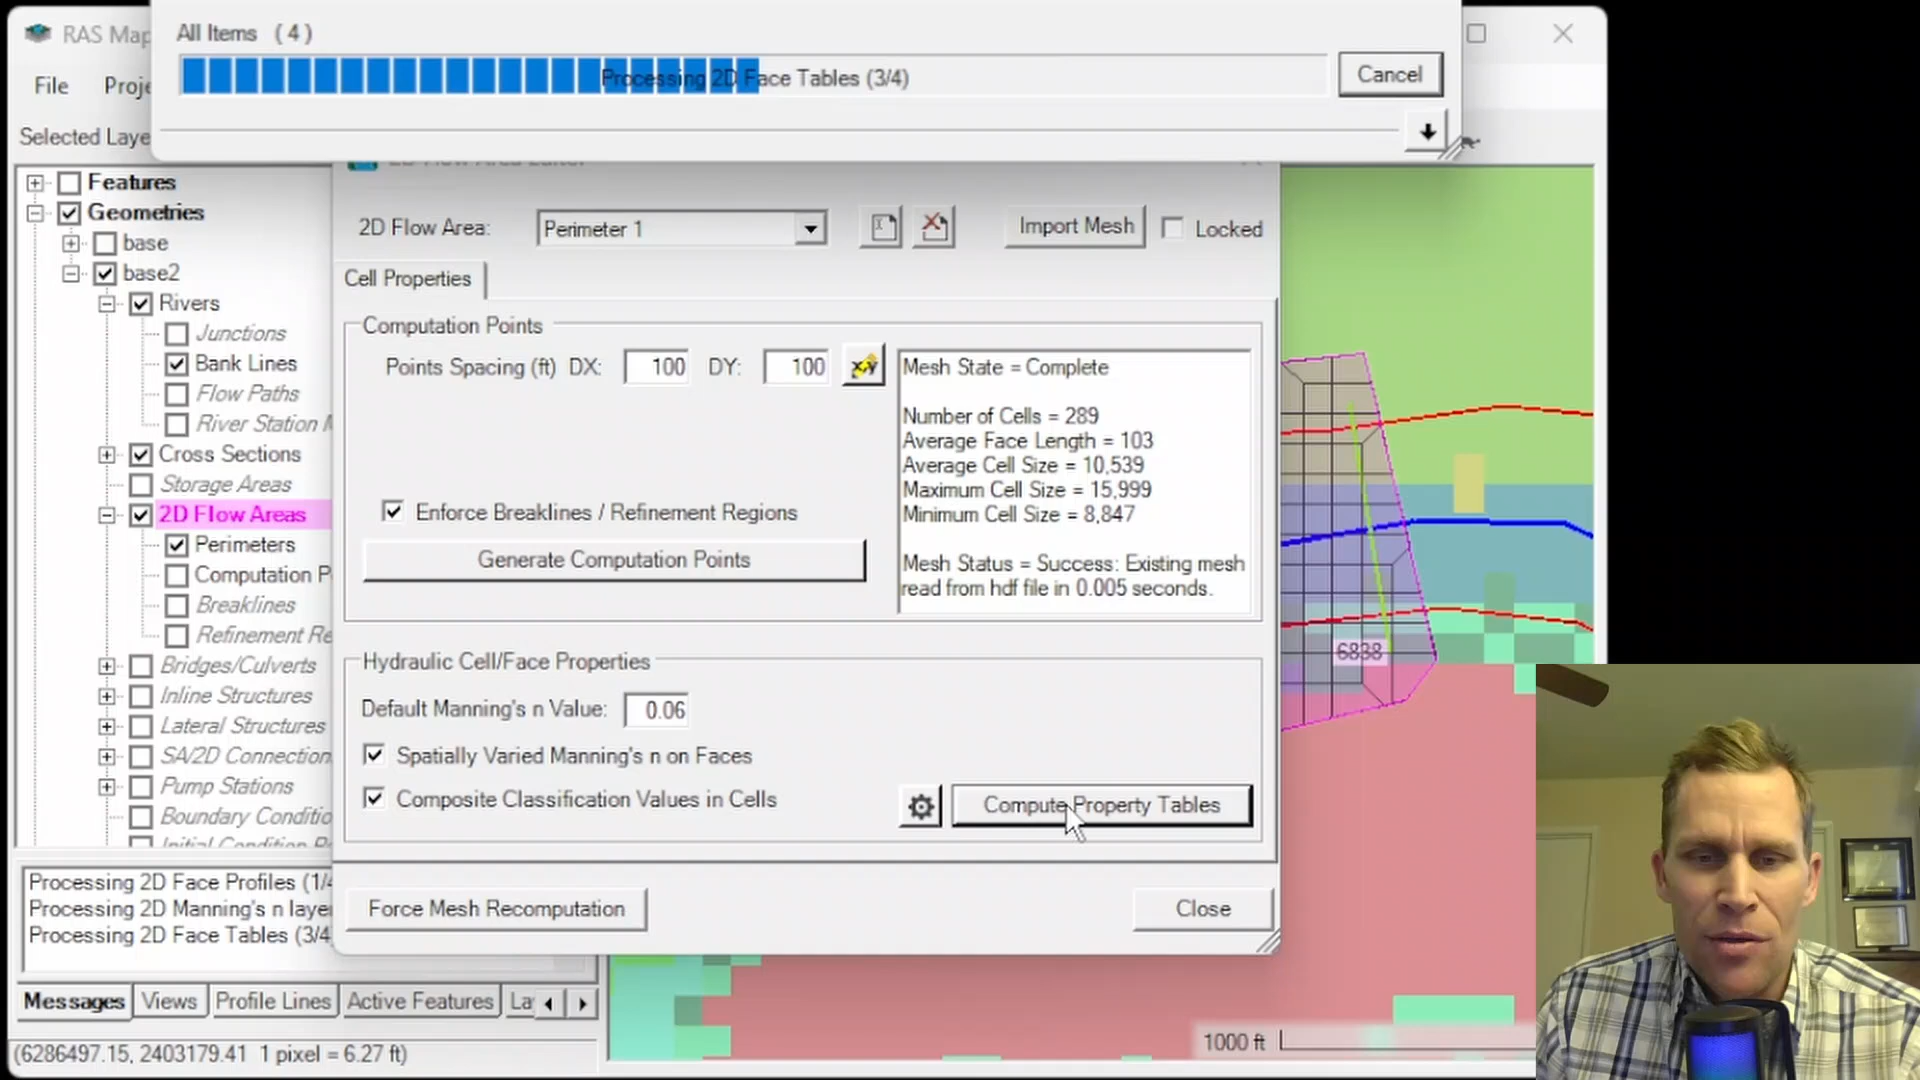 All Items ( 4 )
Processing 2D Face Tables (3/4)
Cancel
RAS Map
File Proje
Selected Laye
Features
Geometries
base
base2
Rivers
Junctions
Bank Lines
Flow Paths
River Station M
Cross Sections
Storage Areas
2D Flow Areas
Perimeters
Computation P
Breaklines
Refinement Re
Bridges/Culverts
Inline Structures
Lateral Structures
SA/2D Connection
Pump Stations
Boundary Conditio
2D Flow Area Editor
2D Flow Area: Perimeter 1
Import Mesh
Locked
Cell Properties
Computation Points
Points Spacing (ft) DX: 100 DY: 100
Enforce Breaklines / Refinement Regions
Generate Computation Points
Mesh State = Complete
Number of Cells = 289
Average Face Length = 103
Average Cell Size = 10,539
Maximum Cell Size = 15,999
Minimum Cell Size = 8,847
Mesh Status = Success: Existing mesh
read from hdf file in 0.005 seconds.
Hydraulic Cell/Face Properties
Default Manning's n Value: 0.06
Spatially Varied Manning's n on Faces
Composite Classification Values in Cells
Compute Property Tables
Force Mesh Recomputation
Close
6838
Processing 2D Face Profiles (1/4
Processing 2D Manning's n laye
Processing 2D Face Tables (3/4
Messages Views Profile Lines Active Features La
(6286497.15, 2403179.41 1 pixel = 6.27 ft)
1000 ft